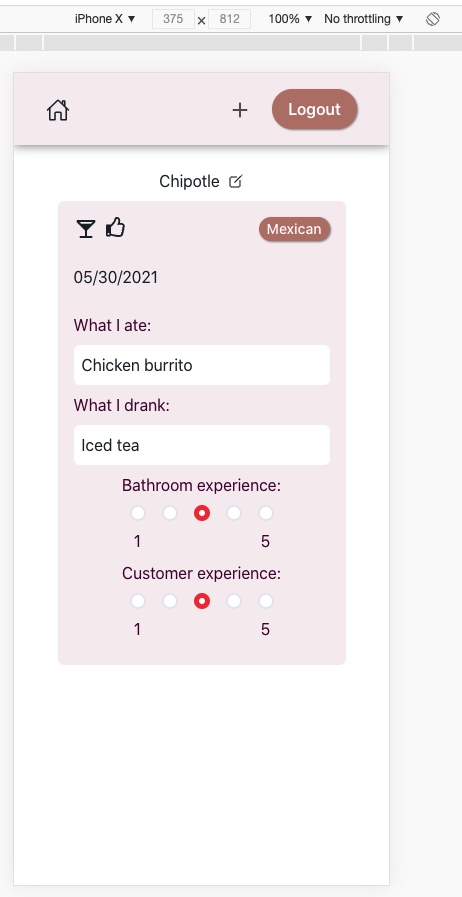 iPhone X ▼ 375 x 812 100% ▼ No throttling ▼
Logout
Chipotle
Mexican
05/30/2021
What I ate:
Chicken burrito
What I drank:
Iced tea
Bathroom experience:
1 5
Customer experience:
1 5